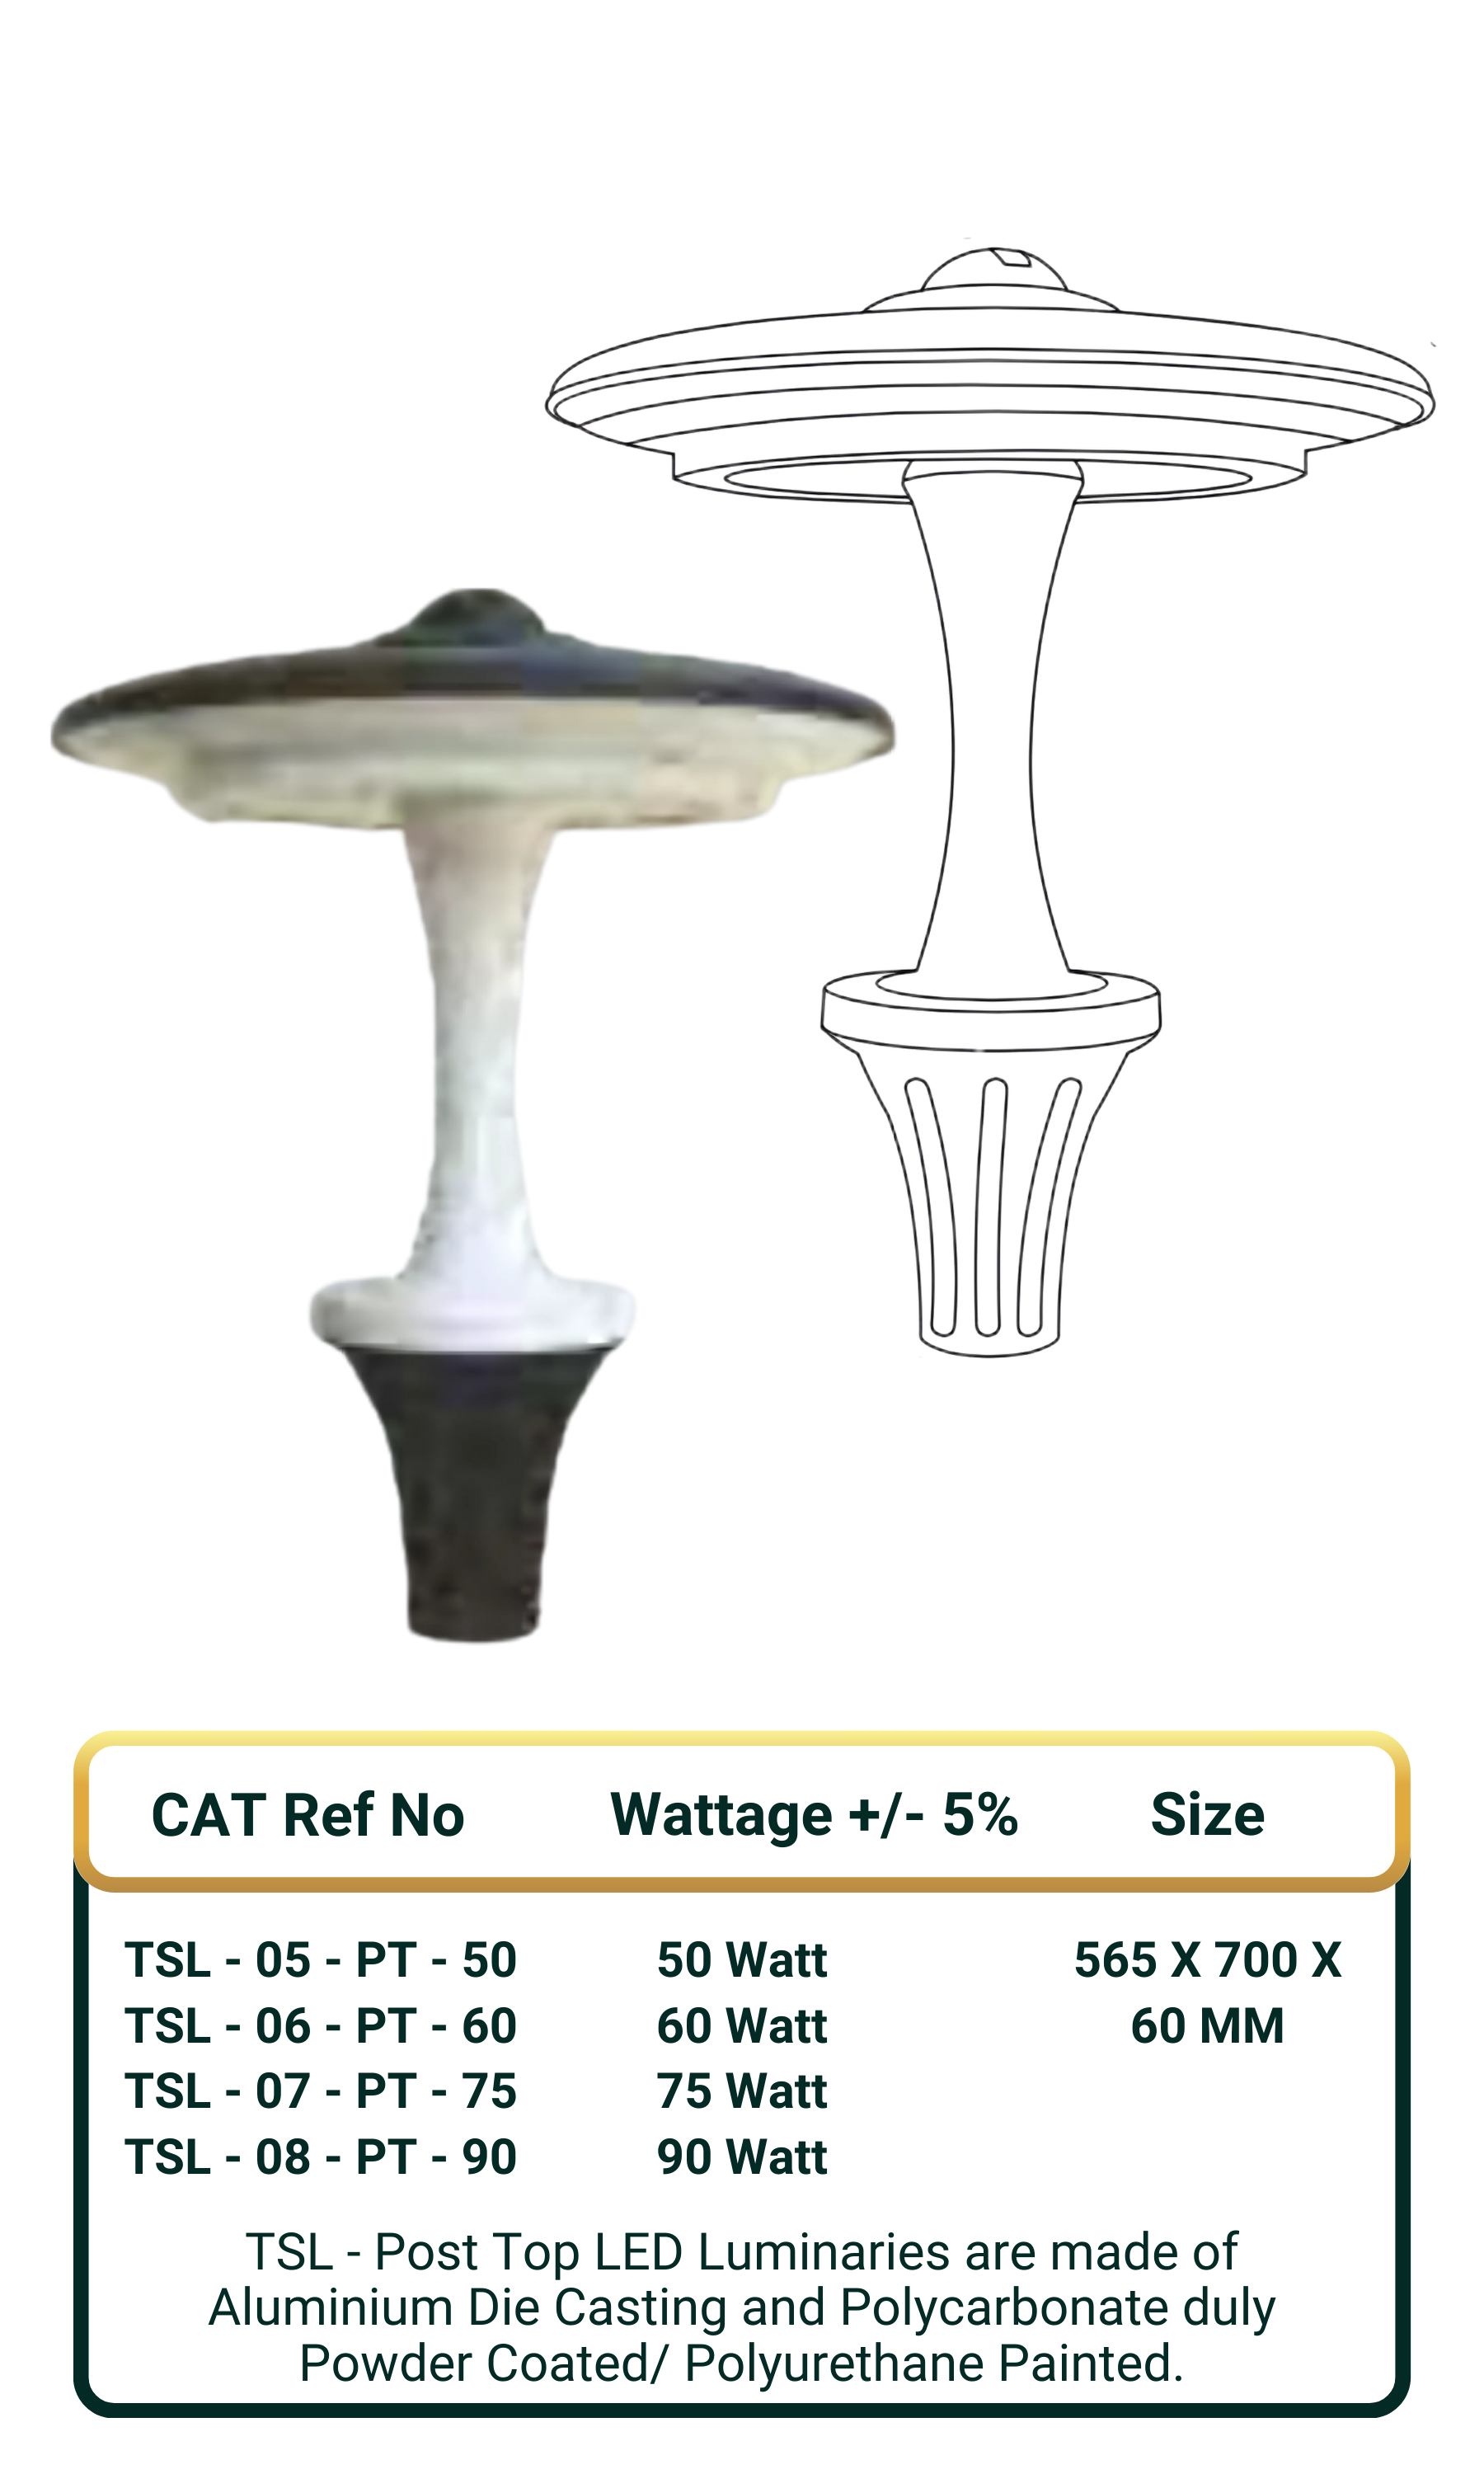 CAT Ref No Wattage +/- 5% Size
TSL - 05 - PT - 50 50 Watt 565 X 700 X
TSL - 06 - PT - 60 60 Watt 60 MM
TSL - 07 - PT - 75 75 Watt
TSL - 08 - PT - 90 90 Watt
TSL - Post Top LED Luminaries are made of
Aluminium Die Casting and Polycarbonate duly
Powder Coated/ Polyurethane Painted.